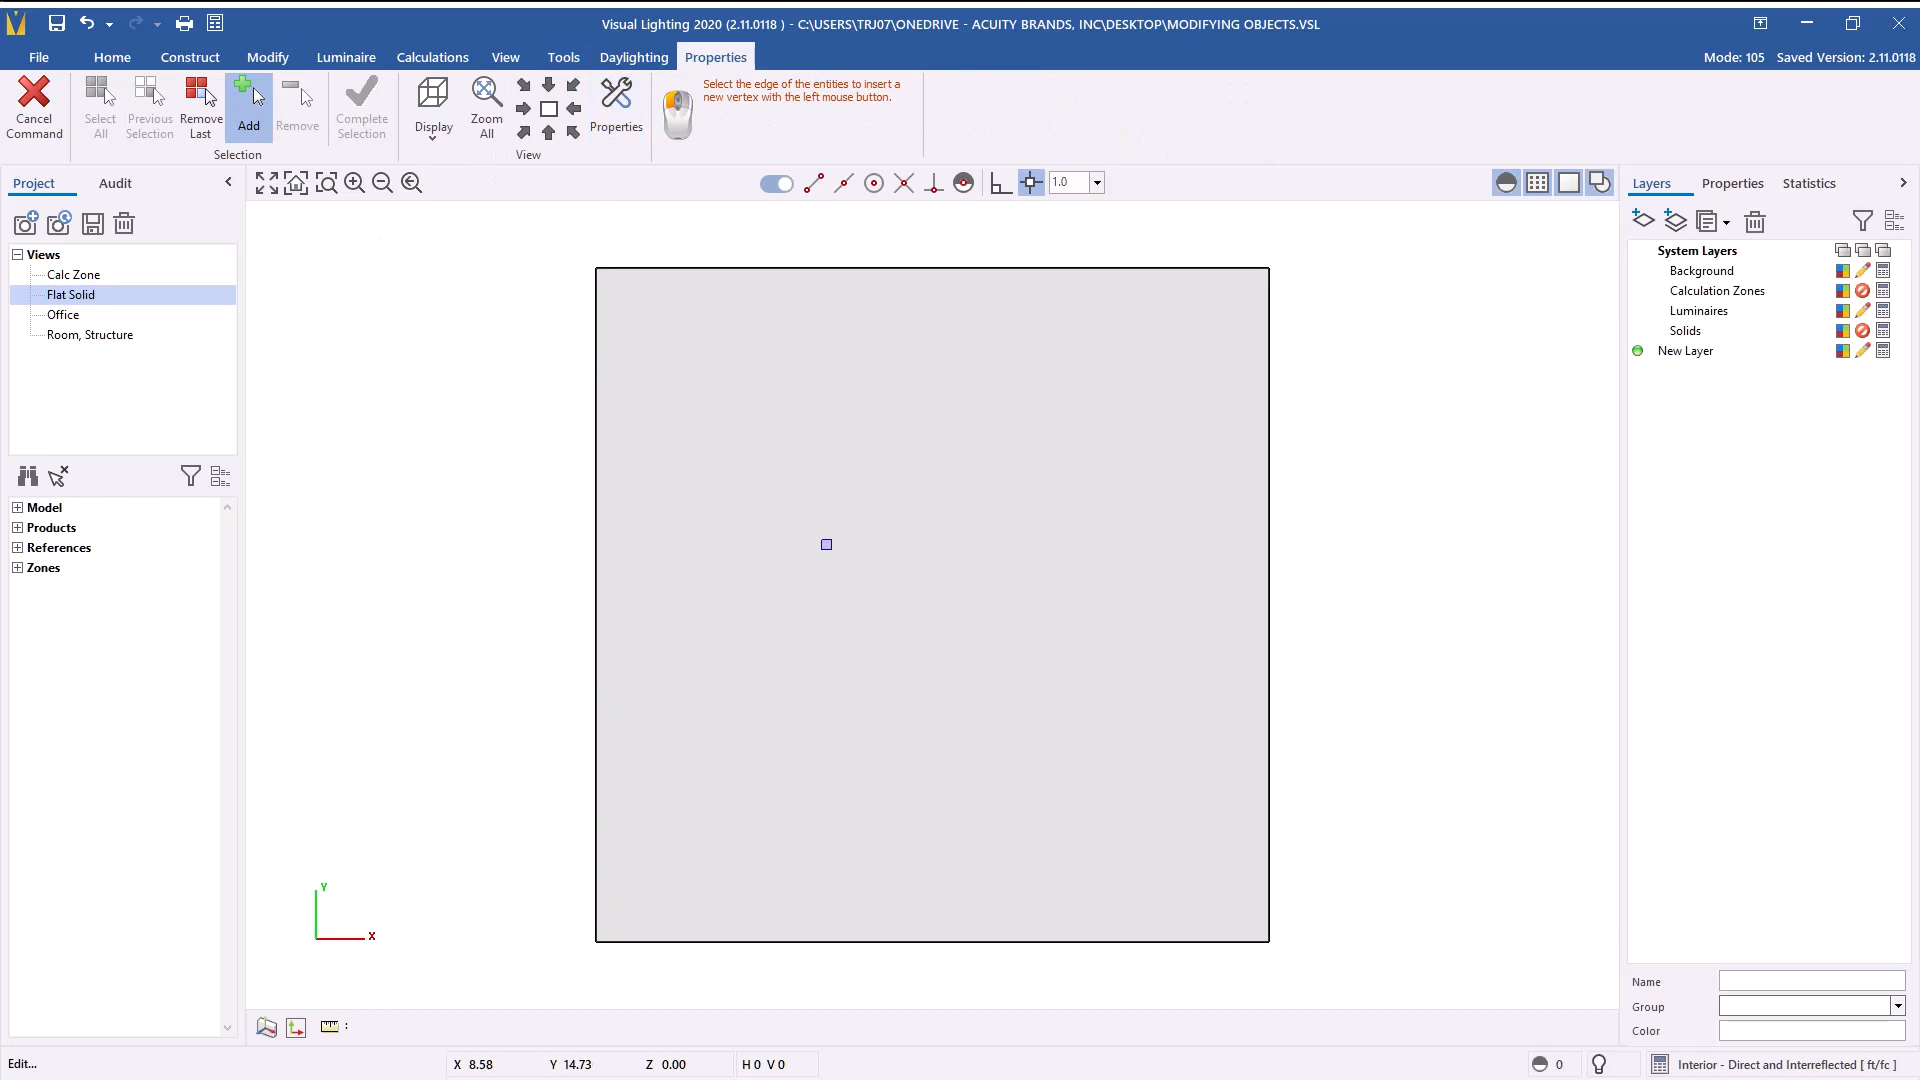 Visual Lighting 2020 (2.11.0118 ) - C:\USERS\TRJ07\ONEDRIVE - ACUITY BRANDS, INC\DESKTOP\MODIFYING OBJECTS.VSL
File Home Construct Modify Luminaire Calculations View Tools Daylighting Properties
Mode: 105 Saved Version: 2.11.0118
Cancel Command
Select All
Previous Selection
Remove Last
Add
Remove
Complete Selection
Selection
Display
Zoom All
Properties
View
Select the edge of the entities to insert a
new vertex with the left mouse button.
Project Audit
1.0
Layers Properties Statistics
Views
Calc Zone
Flat Solid
Office
Room, Structure
Model
Products
References
Zones
System Layers
Background
Calculation Zones
Luminaires
Solids
New Layer
Y
X
Name
Group
Color
:
Edit...
X 8.58 Y 14.73 Z 0.00 H 0 V 0
0
Interior - Direct and Interreflected [ ft/fc ]